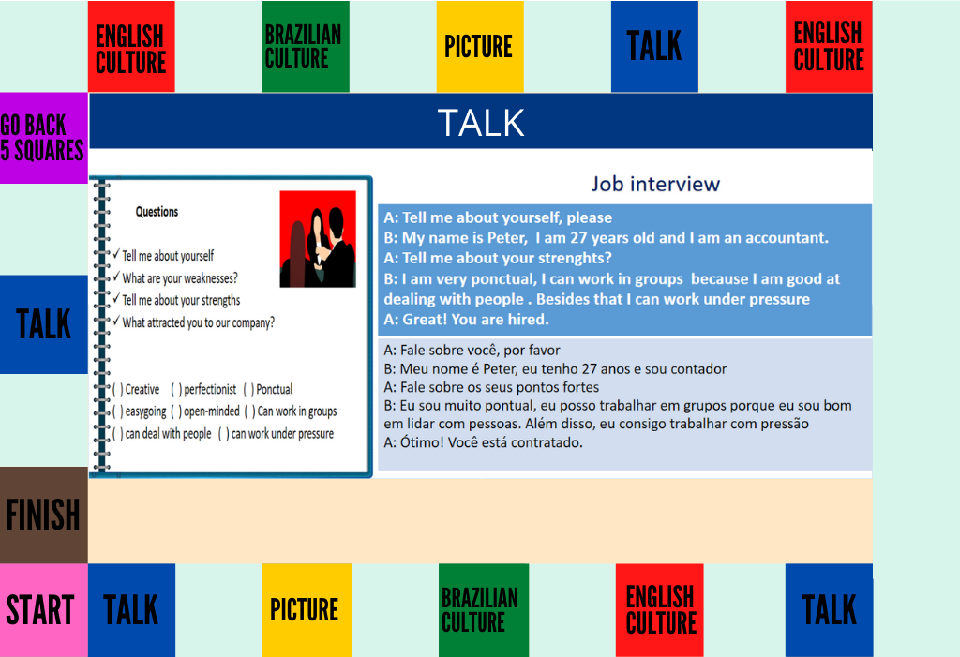 ENGLISH
CULTURE
BRAZILIAN
CULTURE
PICTURE
TALK
ENGLISH
CULTURE
GO BACK
5 SQUARES
TALK
Questions
✓ Tell me about yourself
✓ What are your weaknesses?
✓ Tell me about your strengths
✓ What attracted you to our company?
( ) Creative ( ) perfectionist ( ) Ponctual
( ) easygoing ( ) open-minded ( ) Can work in groups
( ) can deal with people ( ) can work under pressure
Job interview
A: Tell me about yourself, please
B: My name is Peter, I am 27 years old and I am an accountant.
A: Tell me about your strenghts?
B: I am very ponctual, I can work in groups because I am good at
dealing with people . Besides that I can work under pressure
A: Great! You are hired.
A: Fale sobre você, por favor
B: Meu nome é Peter, eu tenho 27 anos e sou contador
A: Fale sobre os seus pontos fortes
B: Eu sou muito pontual, eu posso trabalhar em grupos porque eu sou bom
em lidar com pessoas. Além disso, eu consigo trabalhar com pressão
A: Ótimo! Você está contratado.
TALK
FINISH
START
TALK
PICTURE
BRAZILIAN
CULTURE
ENGLISH
CULTURE
TALK